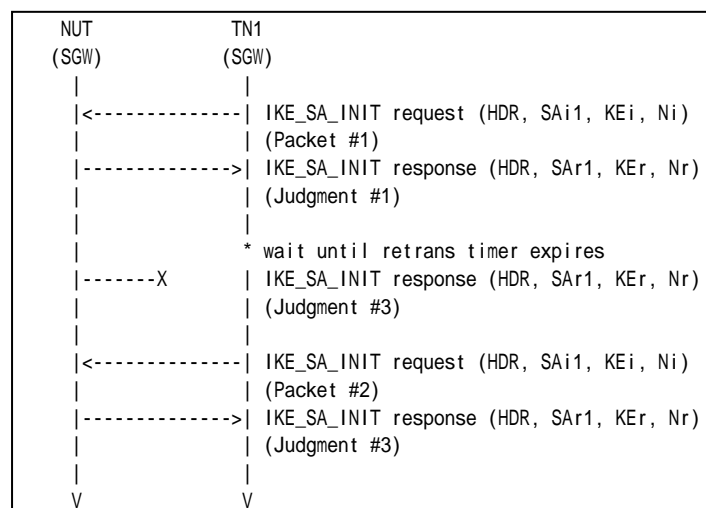 NUT TN1
(SGW) (SGW)
| |
|<--------------| IKE_SA_INIT request (HDR, SAi1, KEi, Ni)
| | (Packet #1)
|-------------->| IKE_SA_INIT response (HDR, SAr1, KEr, Nr)
| | (Judgment #1)
| |
| * wait until retrans timer expires
|-------X | IKE_SA_INIT response (HDR, SAr1, KEr, Nr)
| | (Judgment #3)
| |
|<--------------| IKE_SA_INIT request (HDR, SAi1, KEi, Ni)
| | (Packet #2)
|-------------->| IKE_SA_INIT response (HDR, SAr1, KEr, Nr)
| | (Judgment #3)
| |
V V